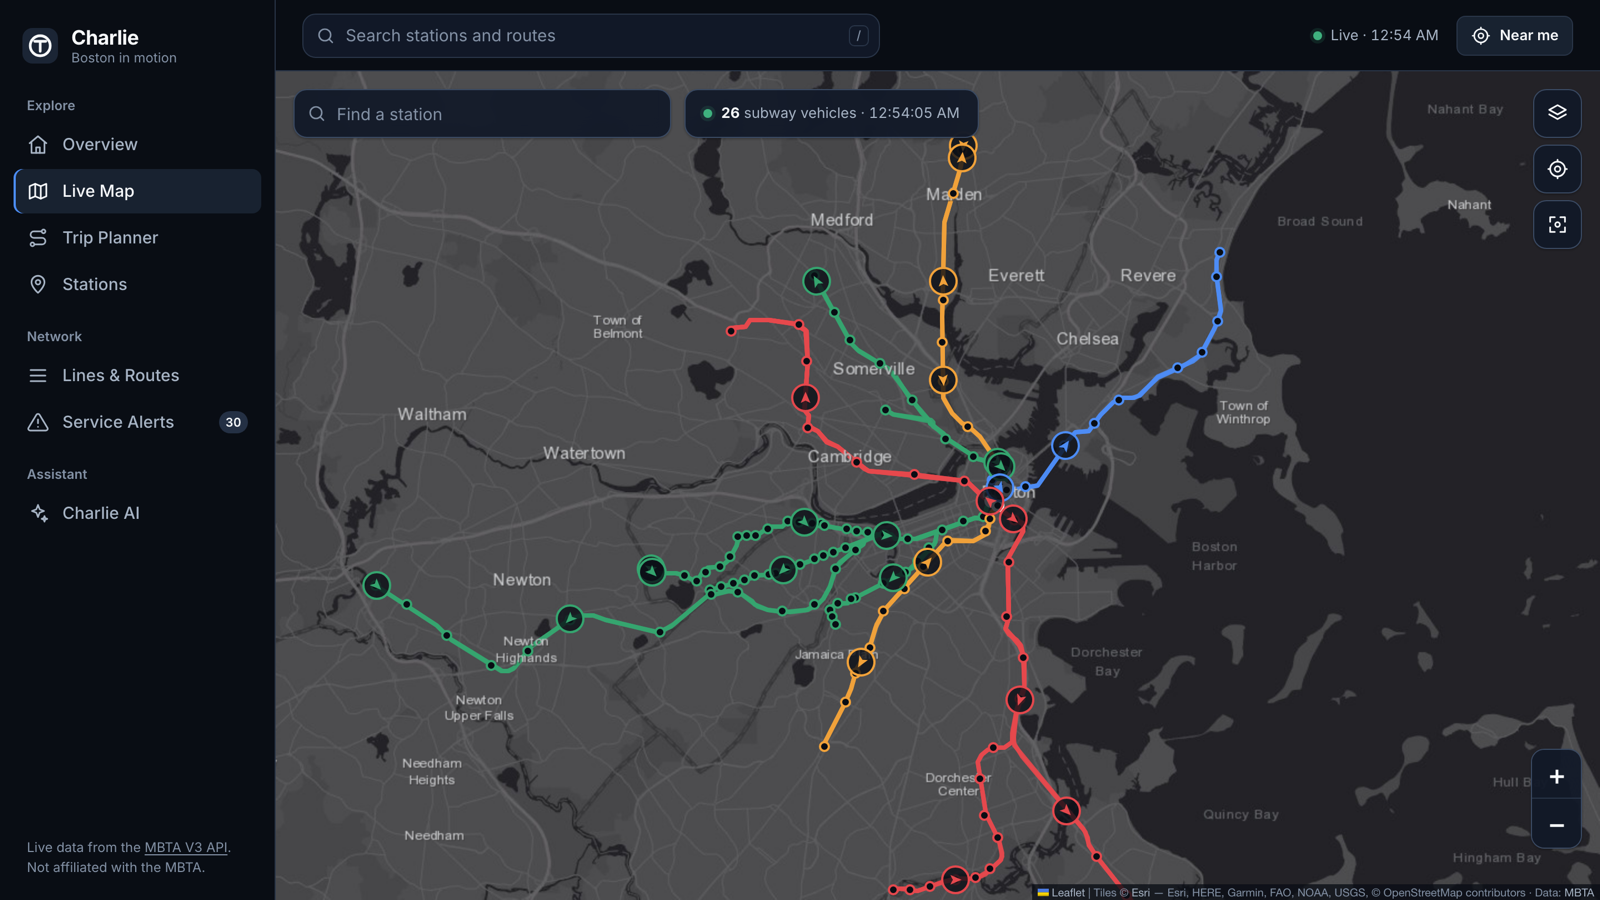 Charlie
Boston in motion
Explore
Overview
Live Map
Trip Planner
Stations
Network
Lines & Routes
Service Alerts 30
Assistant
Charlie AI
Live data from the MBTA V3 API.
Not affiliated with the MBTA.
Search stations and routes /
Live · 12:54 AM
Near me
Find a station
26 subway vehicles · 12:54:05 AM
Nahant Bay
Malden
Nahant
Medford
Broad Sound
Everett
Revere
Town of
Belmont
Chelsea
Somerville
Waltham
Town of
Winthrop
Watertown
Cambridge
Boston
Harbor
Newton
Newton
Highlands
Jamaica
Dorchester
Bay
Newton
Upper Falls
Needham
Heights
Dorchester
Center
Hull
Quincy Bay
Needham
Hingham Bay
+
−
Leaflet | Tiles © Esri — Esri, HERE, Garmin, FAO, NOAA, USGS, © OpenStreetMap contributors · Data: MBTA